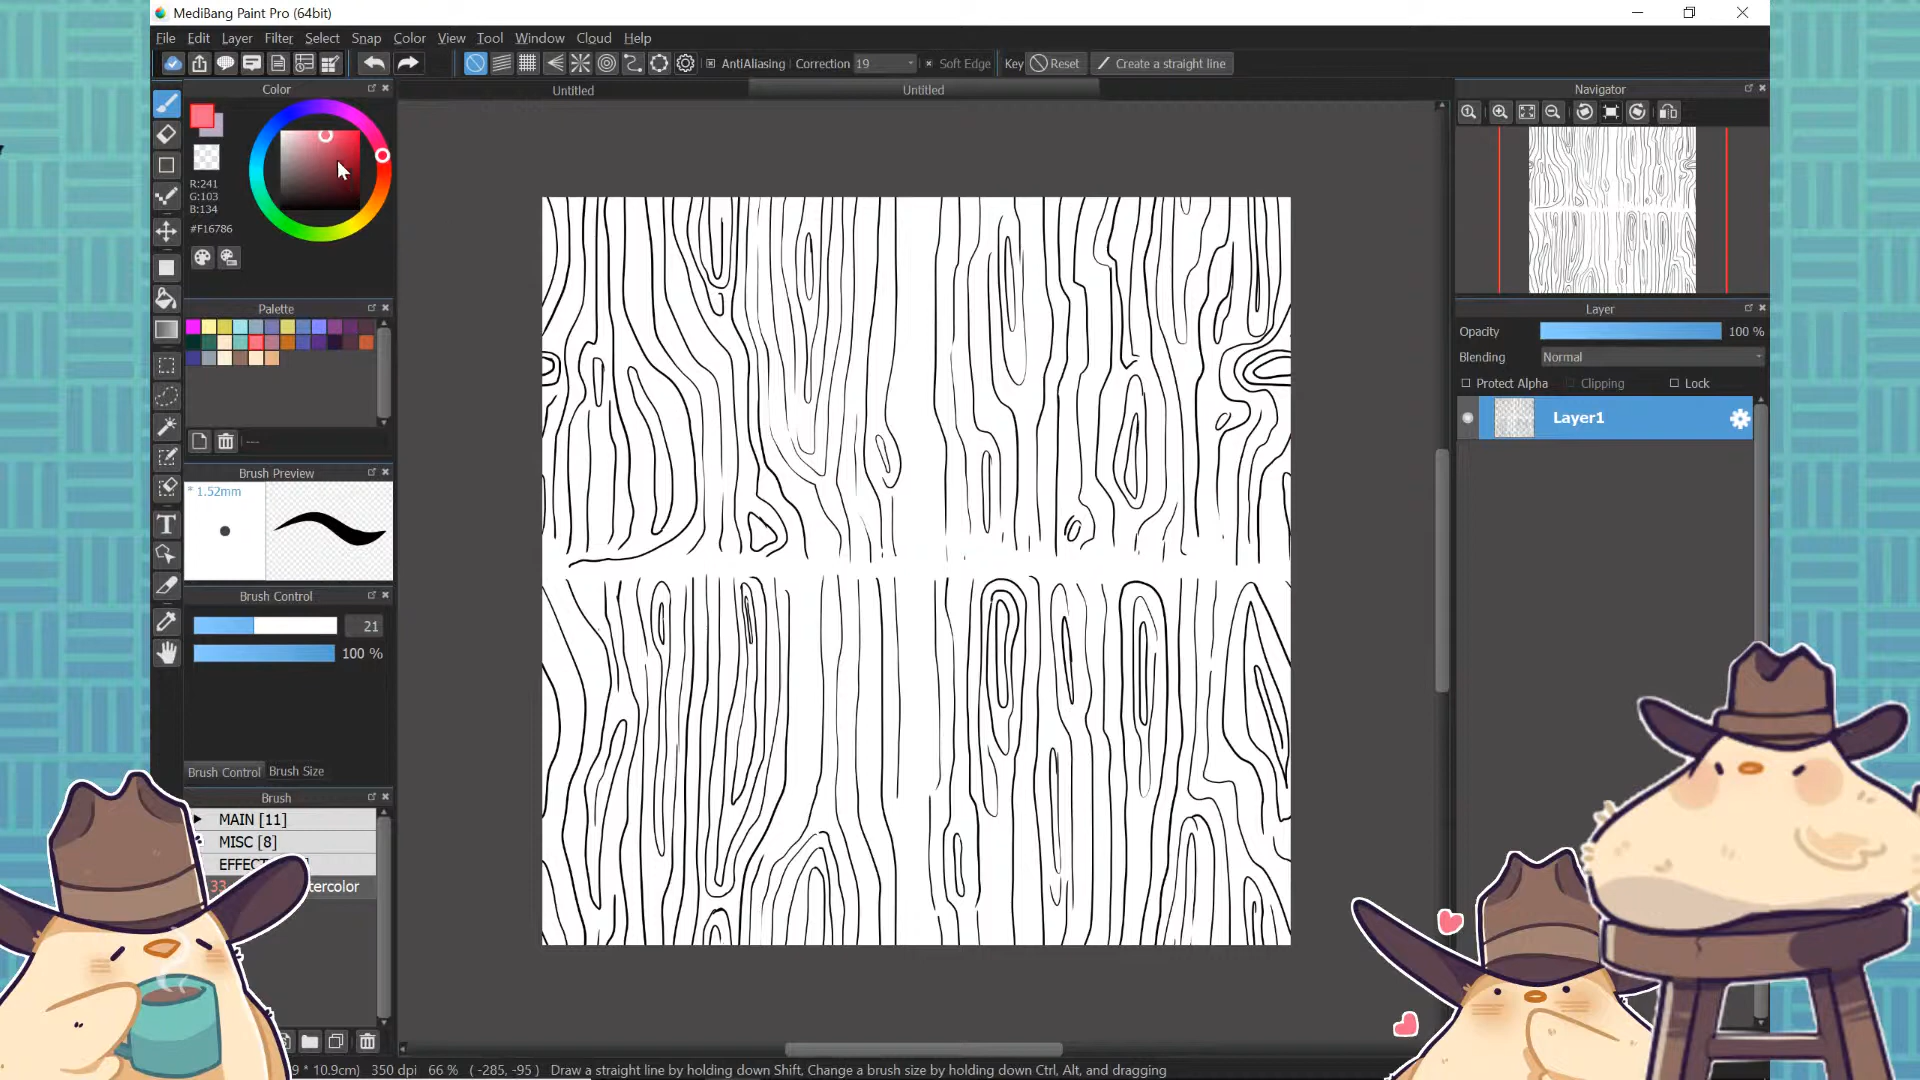 MediBang Paint Pro (64bit)
File Edit Layer Filter Select Snap Color View Tool Window Cloud Help
AntiAliasing Correction 19 Soft Edge Key Reset Create a straight line
Color Untitled Untitled Navigator
R:241
G:103
B:134
#F16786
Palette Layer
Opacity 100 %
Blending Normal
Protect Alpha Clipping Lock
Layer1
---
Brush Preview
* 1.52mm
T
Brush Control
21
100 %
Brush Control Brush Size
Brush
MAIN [11]
MISC [8]
33
9 * 10.9cm) 350 dpi 66 % ( -285, -95 ) Draw a straight line by holding down Shift, Change a brush size by holding down Ctrl, Alt, and dragging